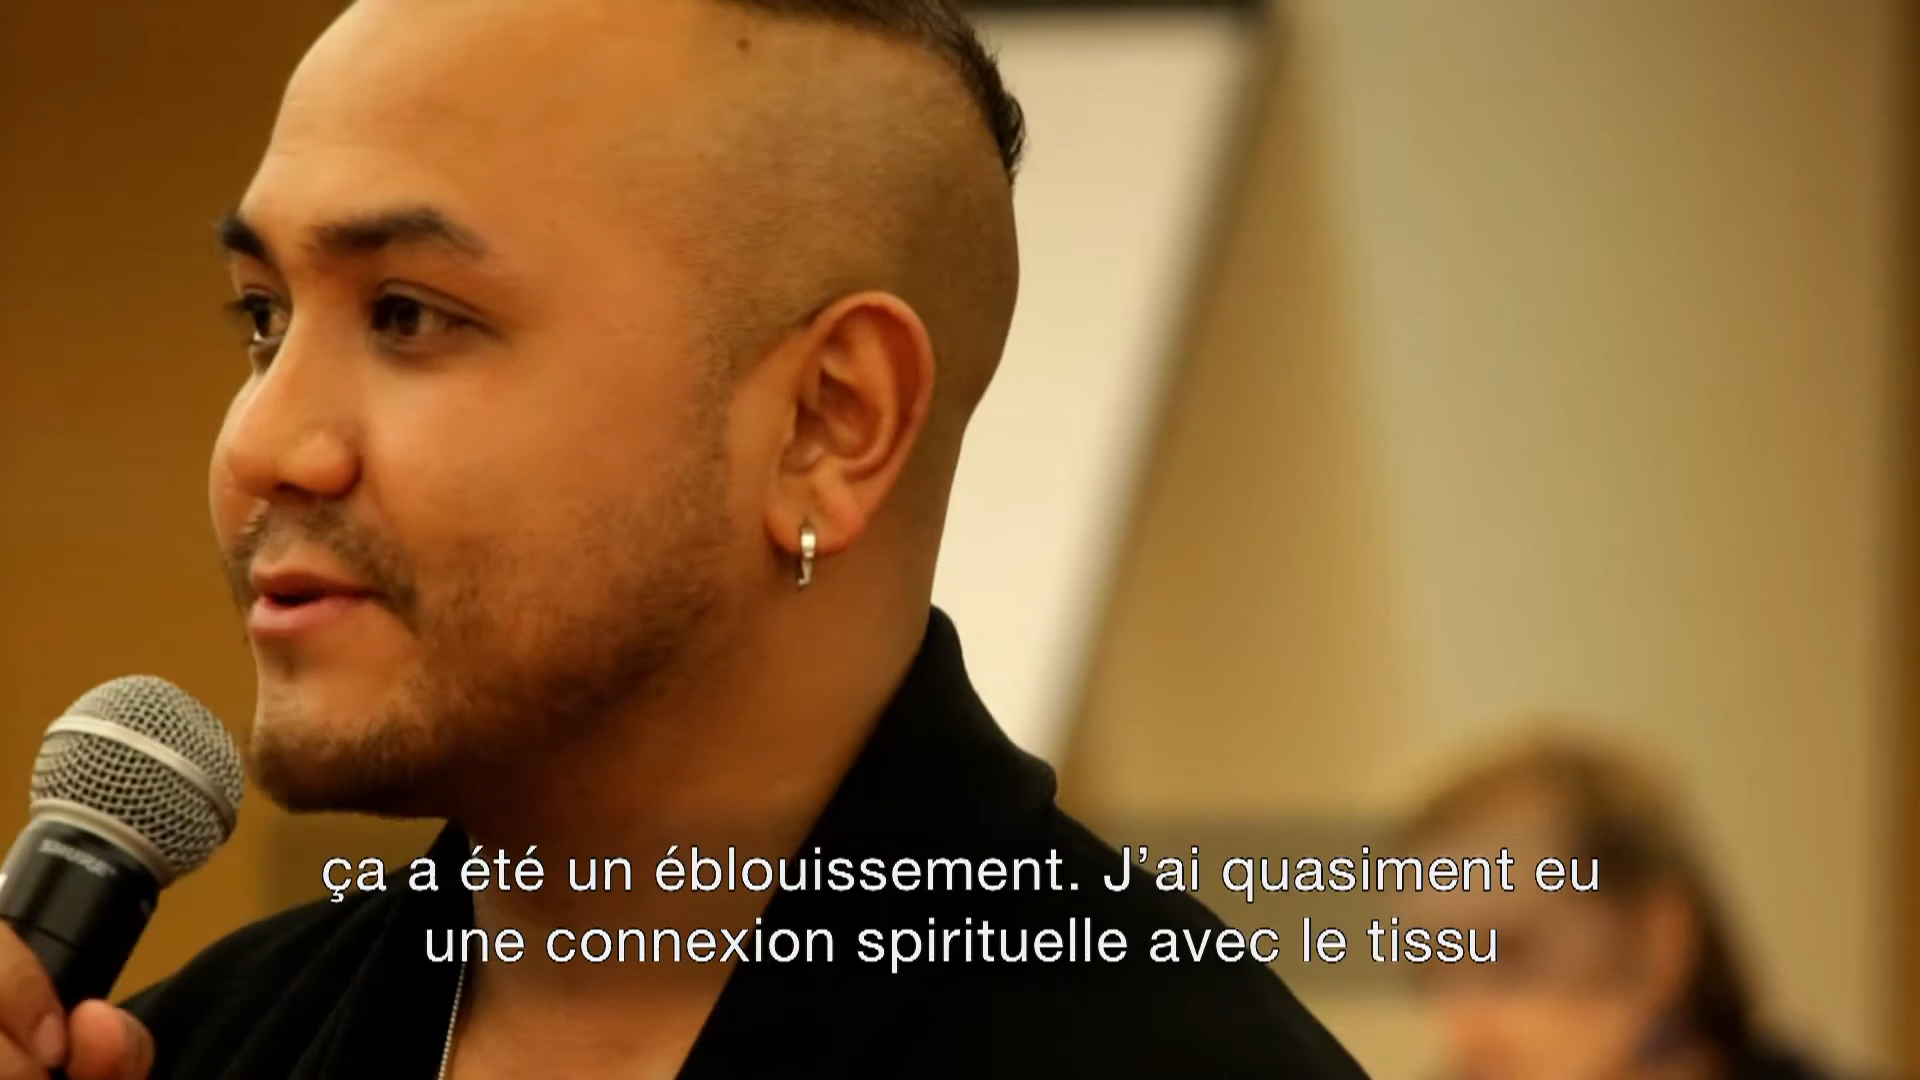 ça a été un éblouissement. J’ai quasiment eu
une connexion spirituelle avec le tissu